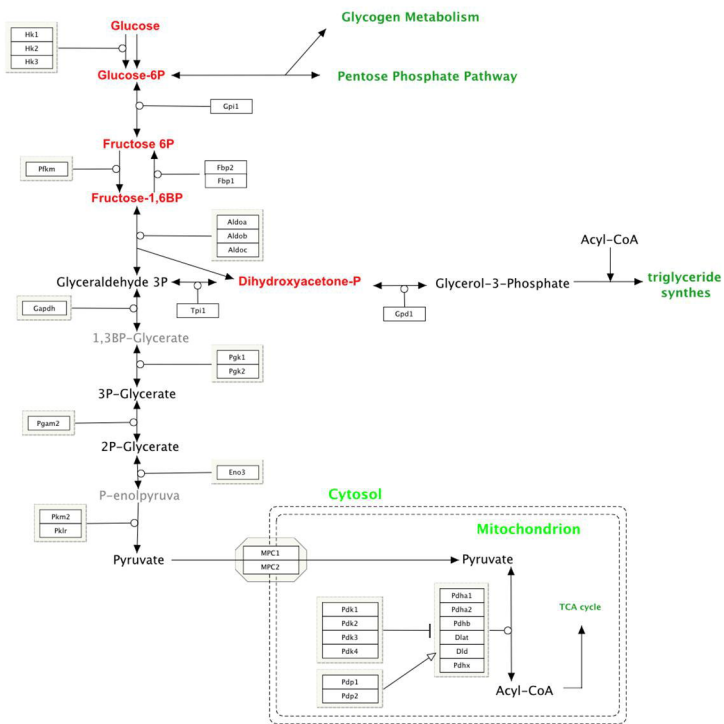 Glycogen Metabolism
Glucose
Hk1
Hk2
Hk3
Glucose-6P
Pentose Phosphate Pathway
Gpi1
Fructose 6P
Pfkm
Fbp2
Fbp1
Fructose-1,6BP
Aldoa
Aldob
Aldoc
Acyl-CoA
Glyceraldehyde 3P
Dihydroxyacetone-P
Glycerol-3-Phosphate
triglyceride
synthes
Gapdh
Tpi1
Gpd1
1,3BP-Glycerate
Pgk1
Pgk2
3P-Glycerate
Pgam2
2P-Glycerate
Eno3
P-enolpyruva
Cytosol
Pkm2
Pklr
Mitochondrion
Pyruvate
MPC1
MPC2
Pyruvate
Pdk1
Pdk2
Pdk3
Pdk4
Pdha1
Pdha2
Pdhb
Dlat
Dld
Pdhx
TCA cycle
Pdp1
Pdp2
Acyl-CoA